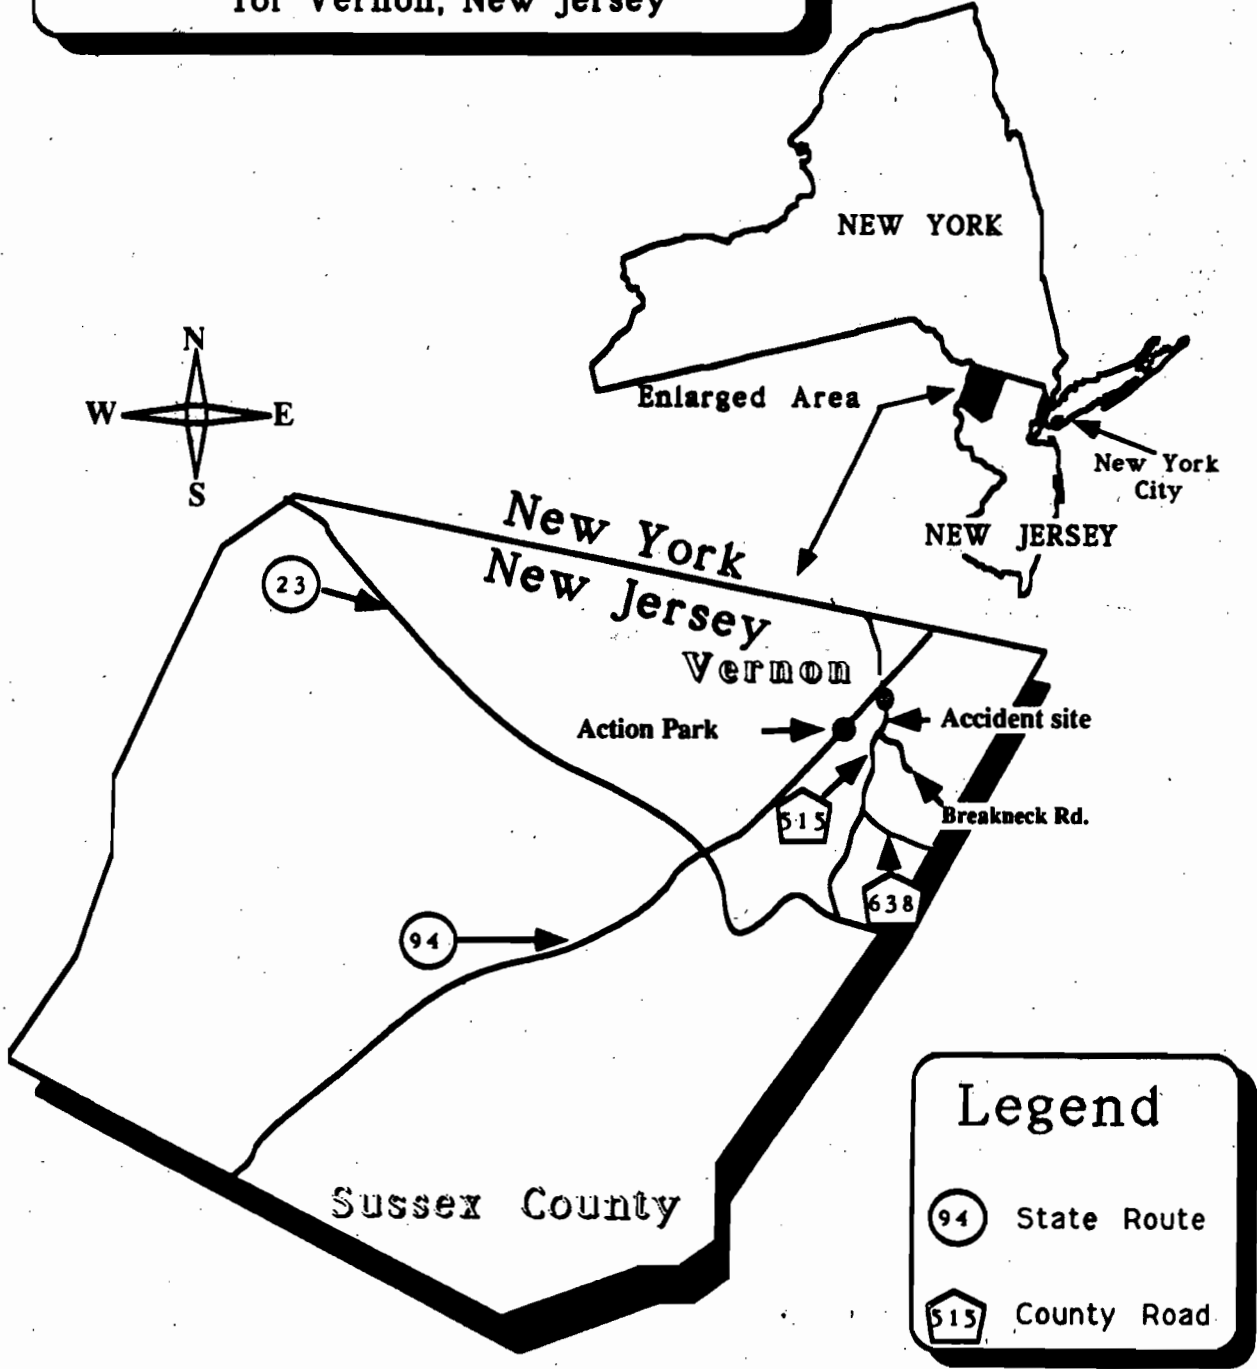 for Vernon, New Jersey
NEW YORK
N
W E
S
Enlarged Area
New York
City
NEW JERSEY
New York
New Jersey
23
Vernon
Action Park
Accident site
515
Breakneck Rd.
638
94
Sussex County
Legend
94 State Route
515 County Road